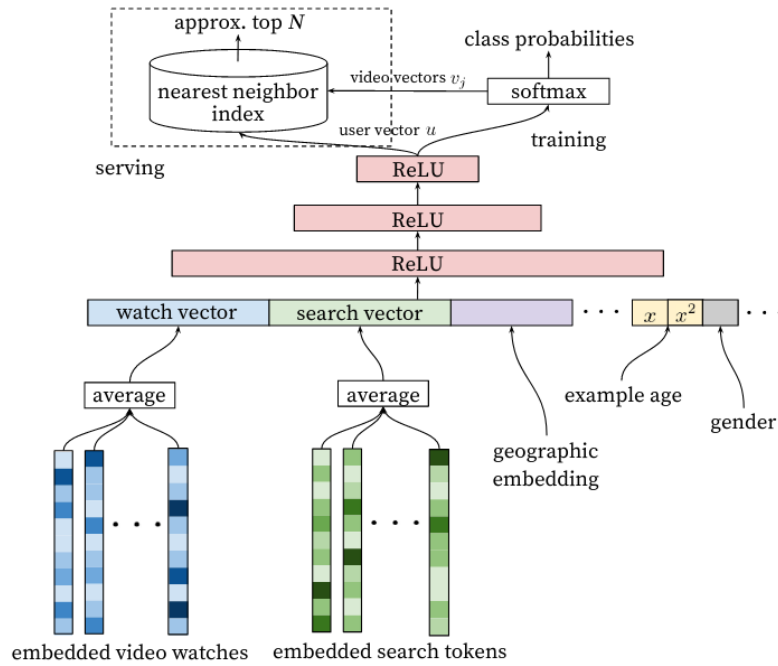 approx. top N
class probabilities
nearest neighbor
index
video vectors v_j
softmax
user vector u
training
serving
ReLU
ReLU
ReLU
watch vector
search vector
. . .
x
x²
. . .
average
average
example age
gender
geographic
embedding
. . .
. . .
embedded video watches
embedded search tokens